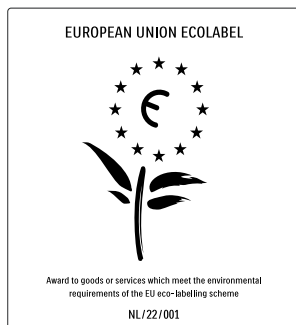 EUROPEAN UNION ECOLABEL
€
Award to goods or services which meet the environmental
requirements of the EU eco-labelling scheme
NL/22/001